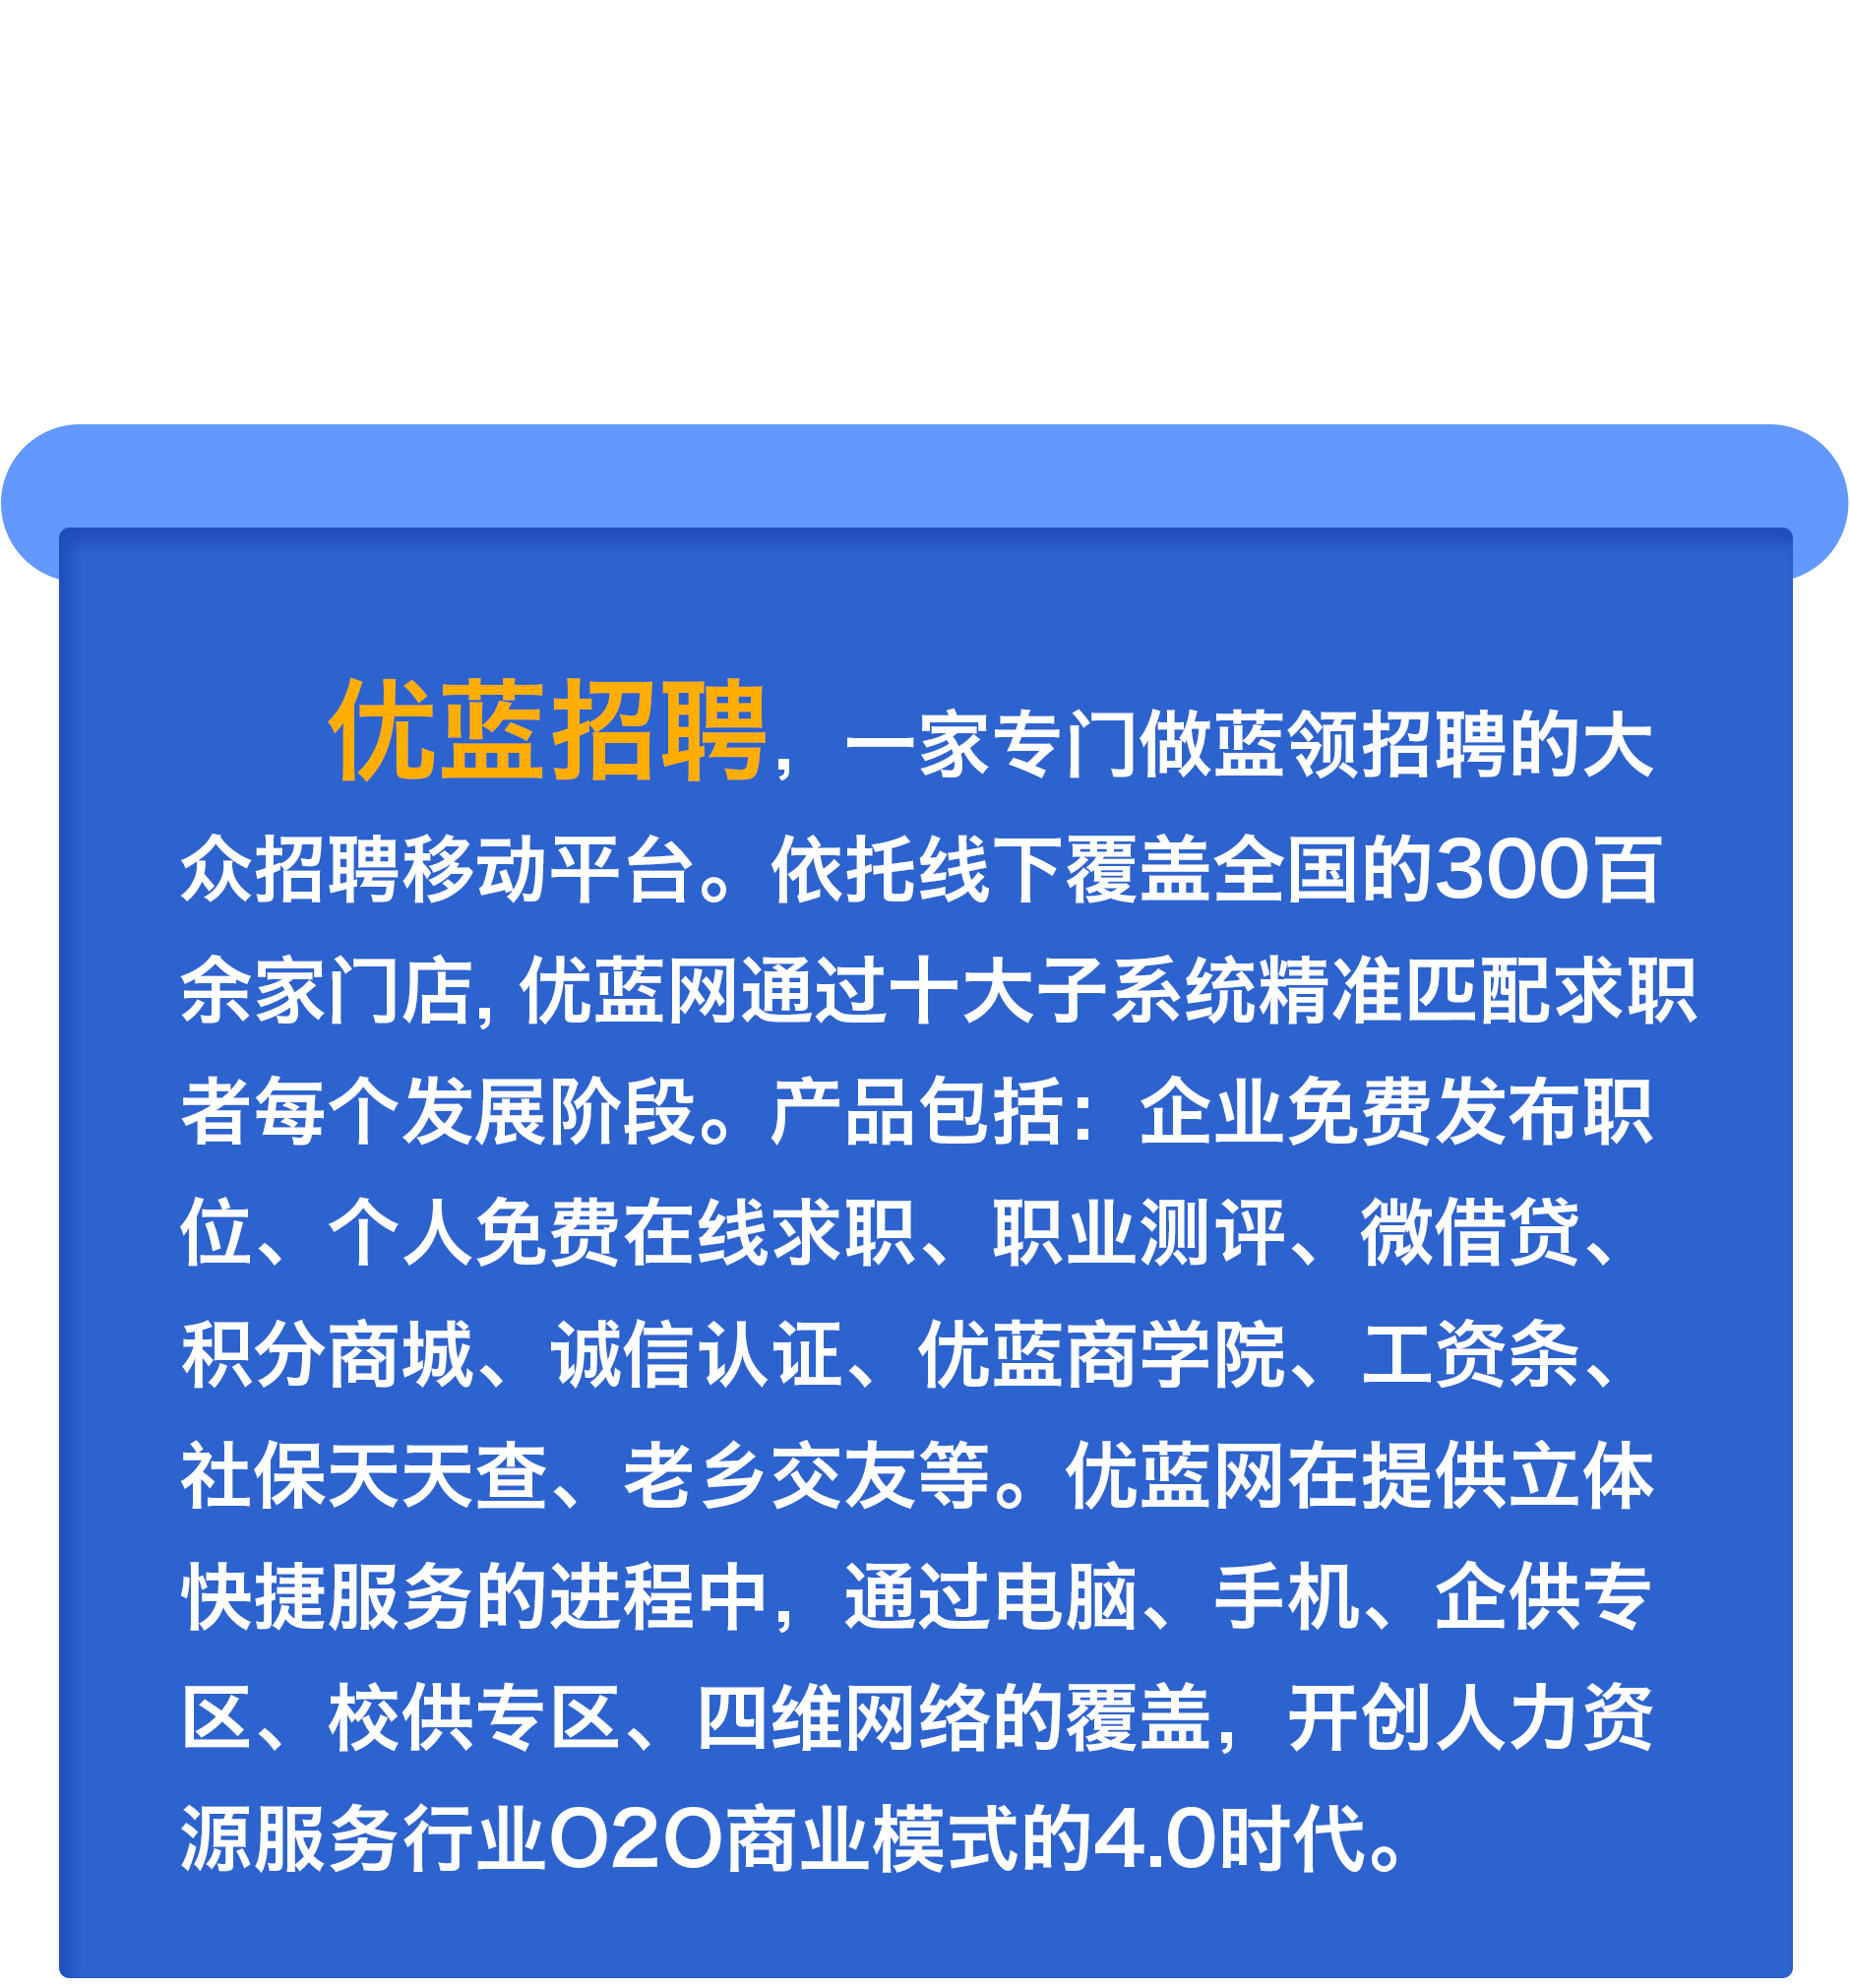 优蓝招聘，一家专门做蓝领招聘的大
众招聘移动平台。依托线下覆盖全国的300百
余家门店,优蓝网通过十大子系统精准匹配求职
者每个发展阶段。产品包括：企业免费发布职
位、个人免费在线求职、职业测评、微借贷、
积分商城、诚信认证、优蓝商学院、工资条、
社保天天查、老乡交友等。优蓝网在提供立体
快捷服务的进程中，通过电脑、手机、企供专
区、校供专区、四维网络的覆盖，开创人力资
源服务行业O2O商业模式的4.0时代。